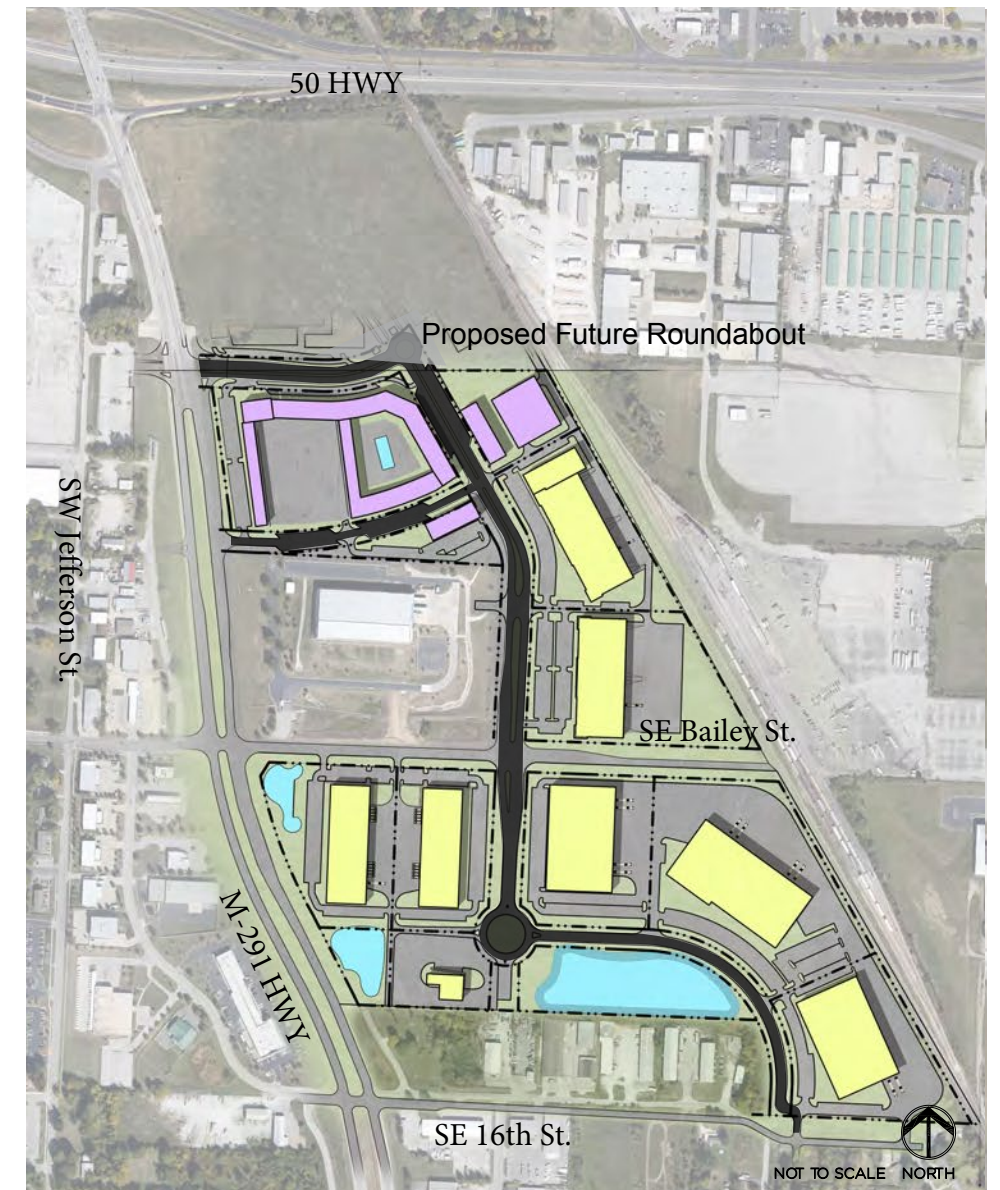 50 HWY
Proposed Future Roundabout
SW Jefferson St.
SE Bailey St.
M-291 HWY
SE 16th St.
NOT TO SCALE NORTH